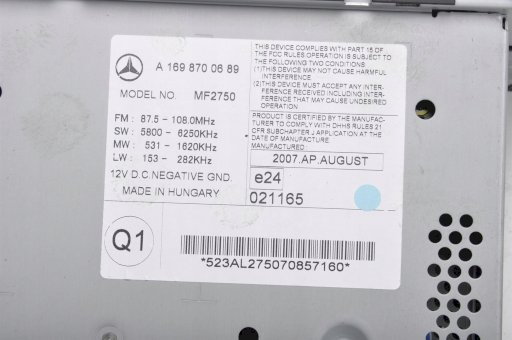 A 169 870 06 89
MODEL NO. MF2750
FM : 87.5 - 108.0MHz
SW : 5800 - 6250KHz
MW : 531 - 1620KHz
LW : 153 - 282KHz
12V D.C.NEGATIVE GND.
MADE IN HUNGARY
THIS DEVICE COMPLIES WITH PART 15 OF
THE FCC RULES OPERATION IS SUBJECT TO
THE FOLLOWING TWO CONDITIONS
(1)THIS DEVICE MAY NOT CAUSE HARMFUL
INTERFERENCE
(2)THIS DEVICE MUST ACCEPT ANY INTER-
FERENCE RECEIVED INCLUDING INTER-
FERENCE THAT MAY CAUSE UNDESIRED
OPERATION
PRODUCT IS CERTIFIED BY THE MANUFAC-
TURER TO COMPLY WITH DHHS RULES 21
CFR SUBCHAPTER J APPLICATION AT THE
DATE OF MANUFACTURE
MANUFACTURED
2007.AP.AUGUST
e24
021165
Q1
*523AL275070857160*